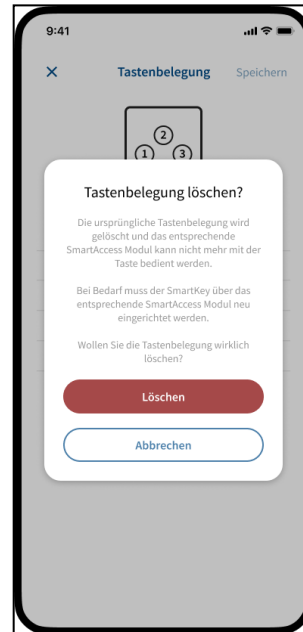 9:41
Tastenbelegung Speichern
2
1 3
Tastenbelegung löschen?
Die ursprüngliche Tastenbelegung wird
gelöscht und das entsprechende
SmartAccess Modul kann nicht mehr mit der
Taste bedient werden.
Bei Bedarf muss der SmartKey über das
entsprechende SmartAccess Modul neu
eingerichtet werden.
Wollen Sie die Tastenbelegung wirklich
löschen?
Löschen
Abbrechen